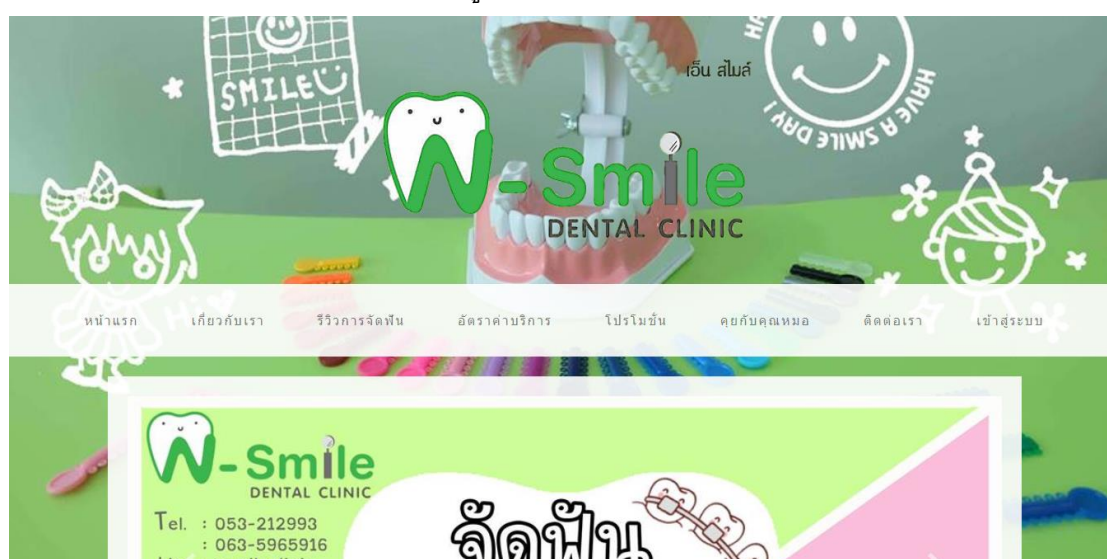 SMILE
HAVE A SMILE DAY !
เอ็น สไมล์
N-Smile
DENTAL CLINIC
Hi
หน้าแรก เกี่ยวกับเรา รีวิวการจัดฟัน อัตราค่าบริการ โปรโมชั่น คุยกับคุณหมอ ติดต่อเรา เข้าสู่ระบบ
N-Smile
DENTAL CLINIC
Tel. : 053-212993
: 063-5965916
จัดฟัน